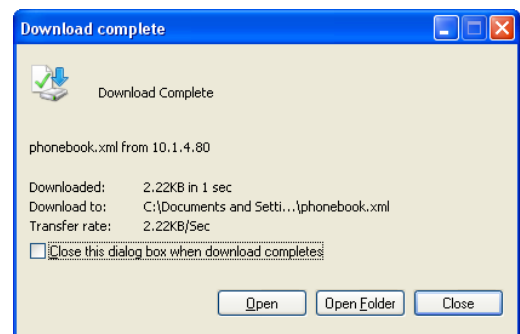 Download complete
Download Complete
phonebook.xml from 10.1.4.80
Downloaded: 2.22KB in 1 sec
Download to: C:\Documents and Setti...\phonebook.xml
Transfer rate: 2.22KB/Sec
Close this dialog box when download completes
Open Open Folder Close